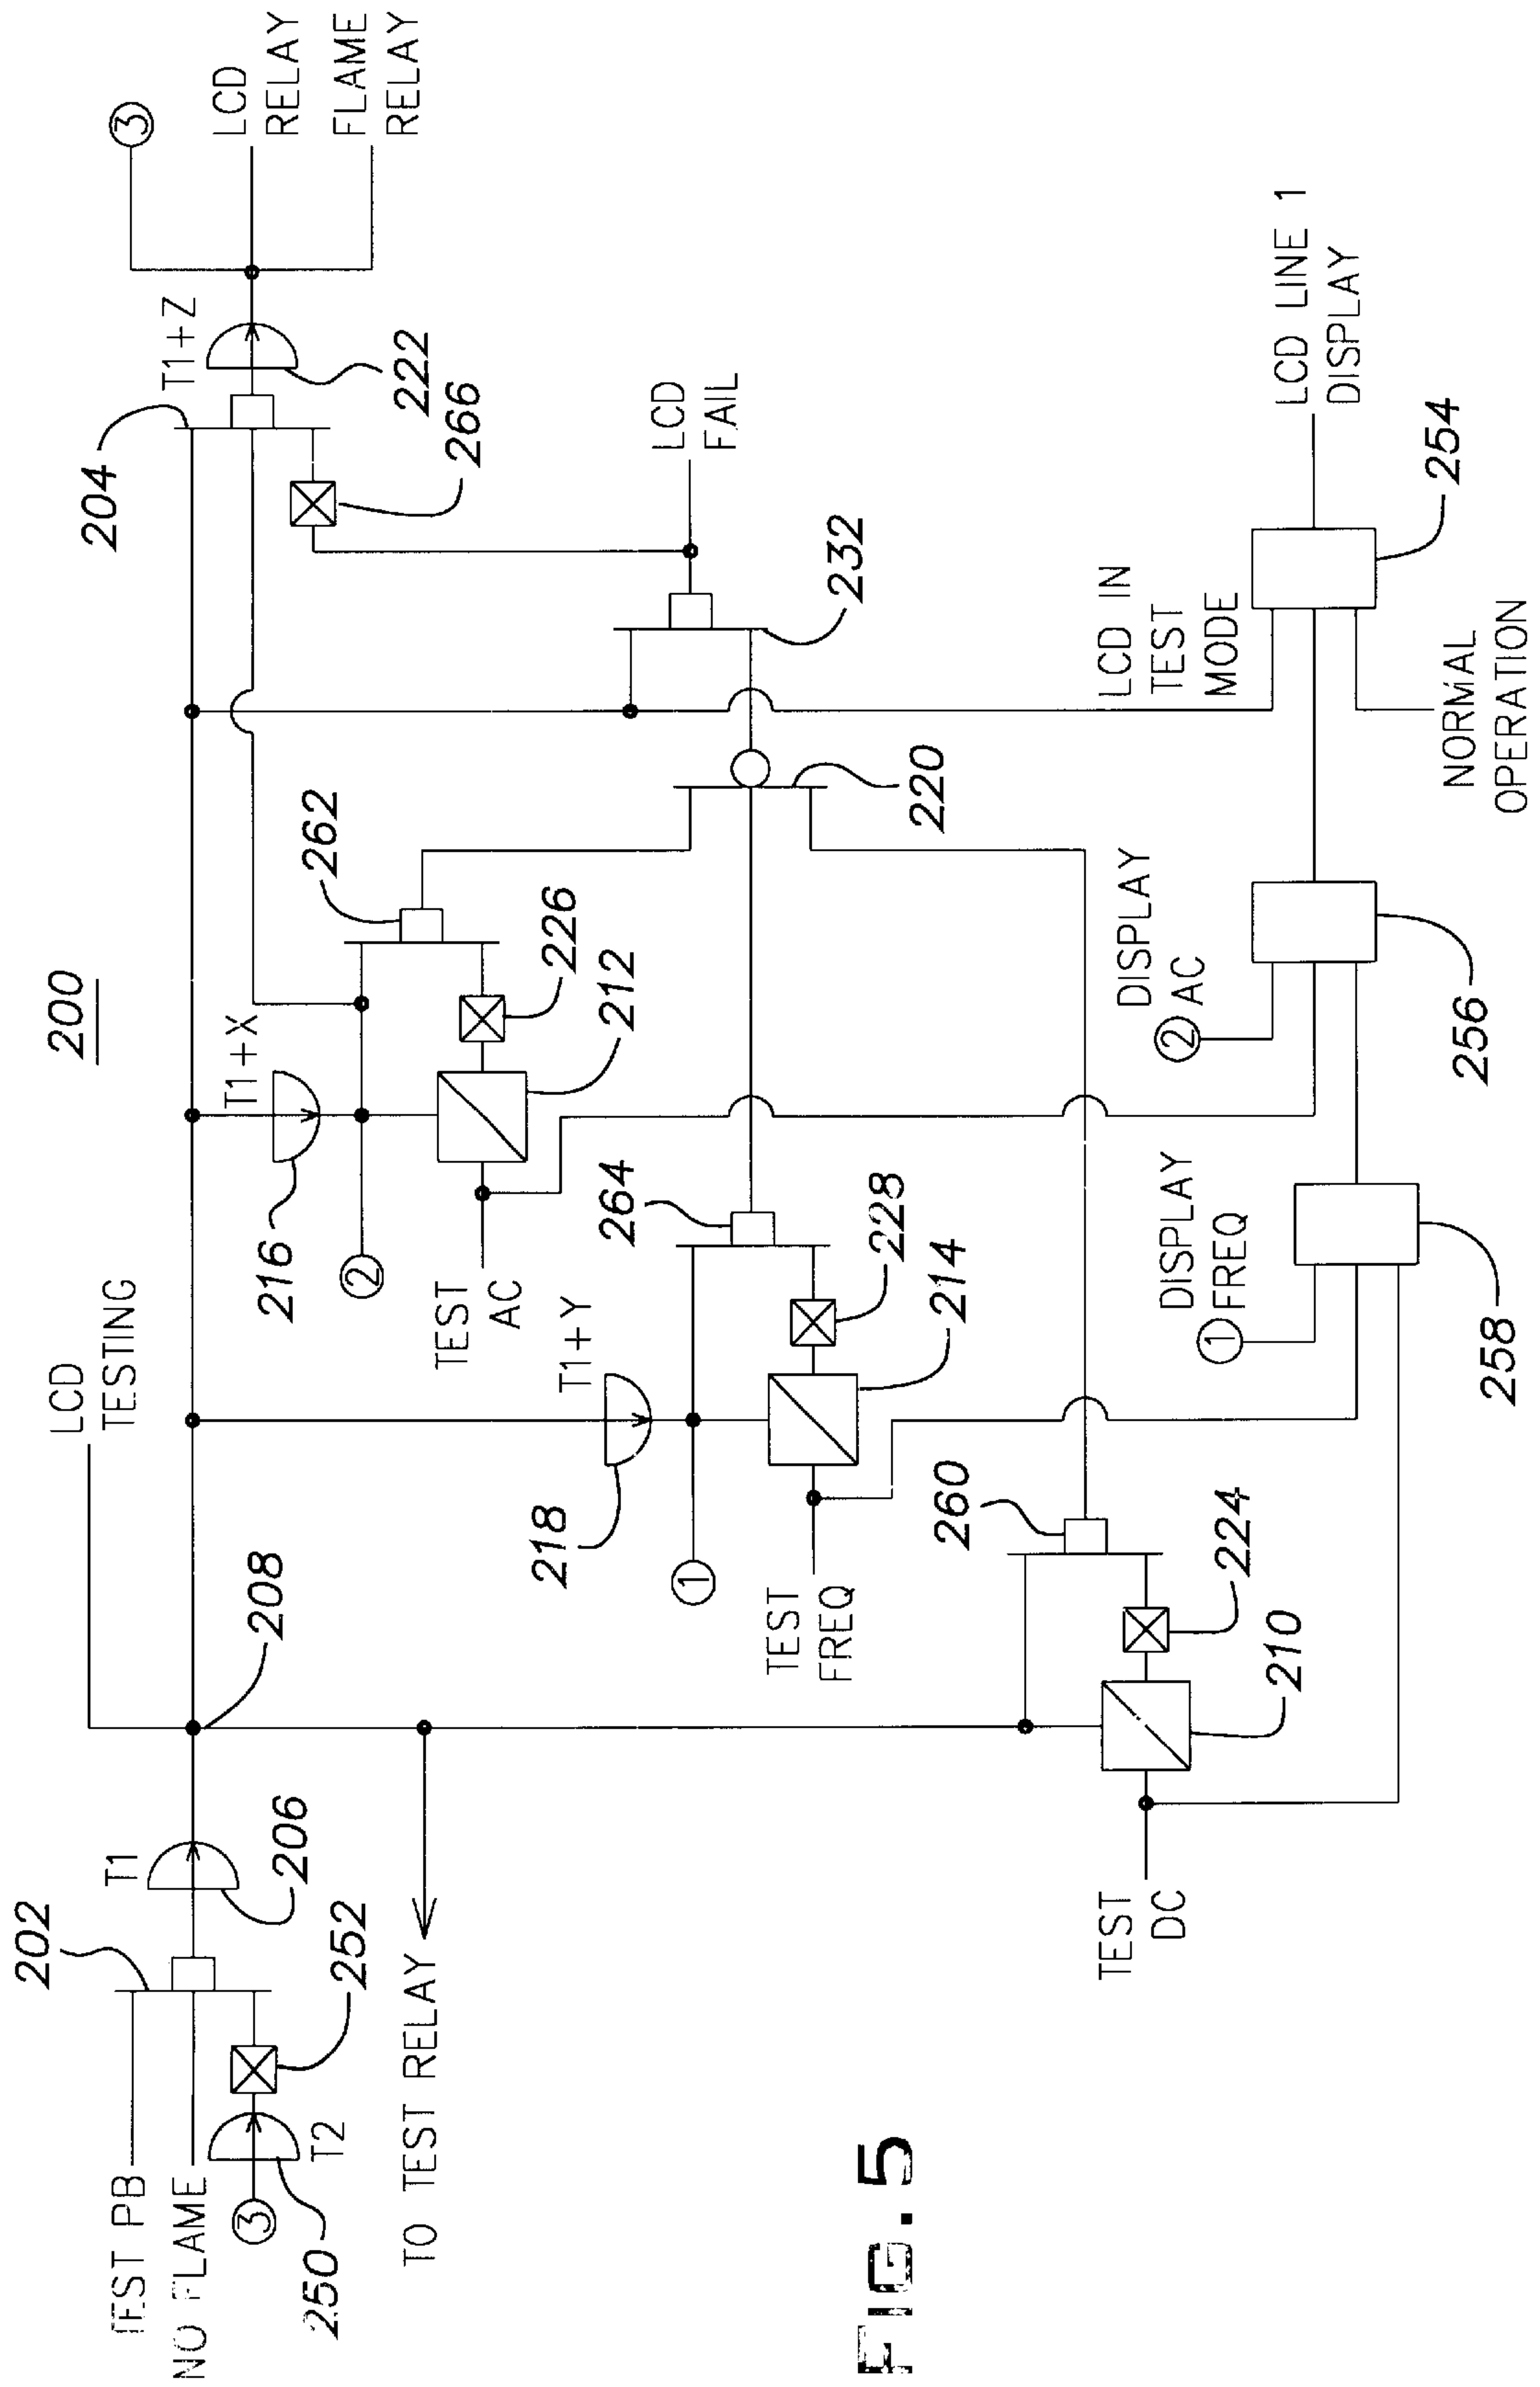 200
LCD
TESTING
TEST PB
NO FLAME
3
250
T2
252
202
T1
206
208
TO TEST RELAY
T1+X
216
2
TEST
AC
262
226
212
T1+Y
218
1
TEST
FREQ
264
228
214
TEST
DC
260
224
210
204
T1+Z
222
266
3
LCD
RELAY
FLAME
RELAY
LCD
FAIL
232
220
LCD IN
TEST
MODE
LCD LINE 1
DISPLAY
254
NORMAL
OPERATION
DISPLAY
2 AC
256
DISPLAY
1 FREQ
258
FIG. 5